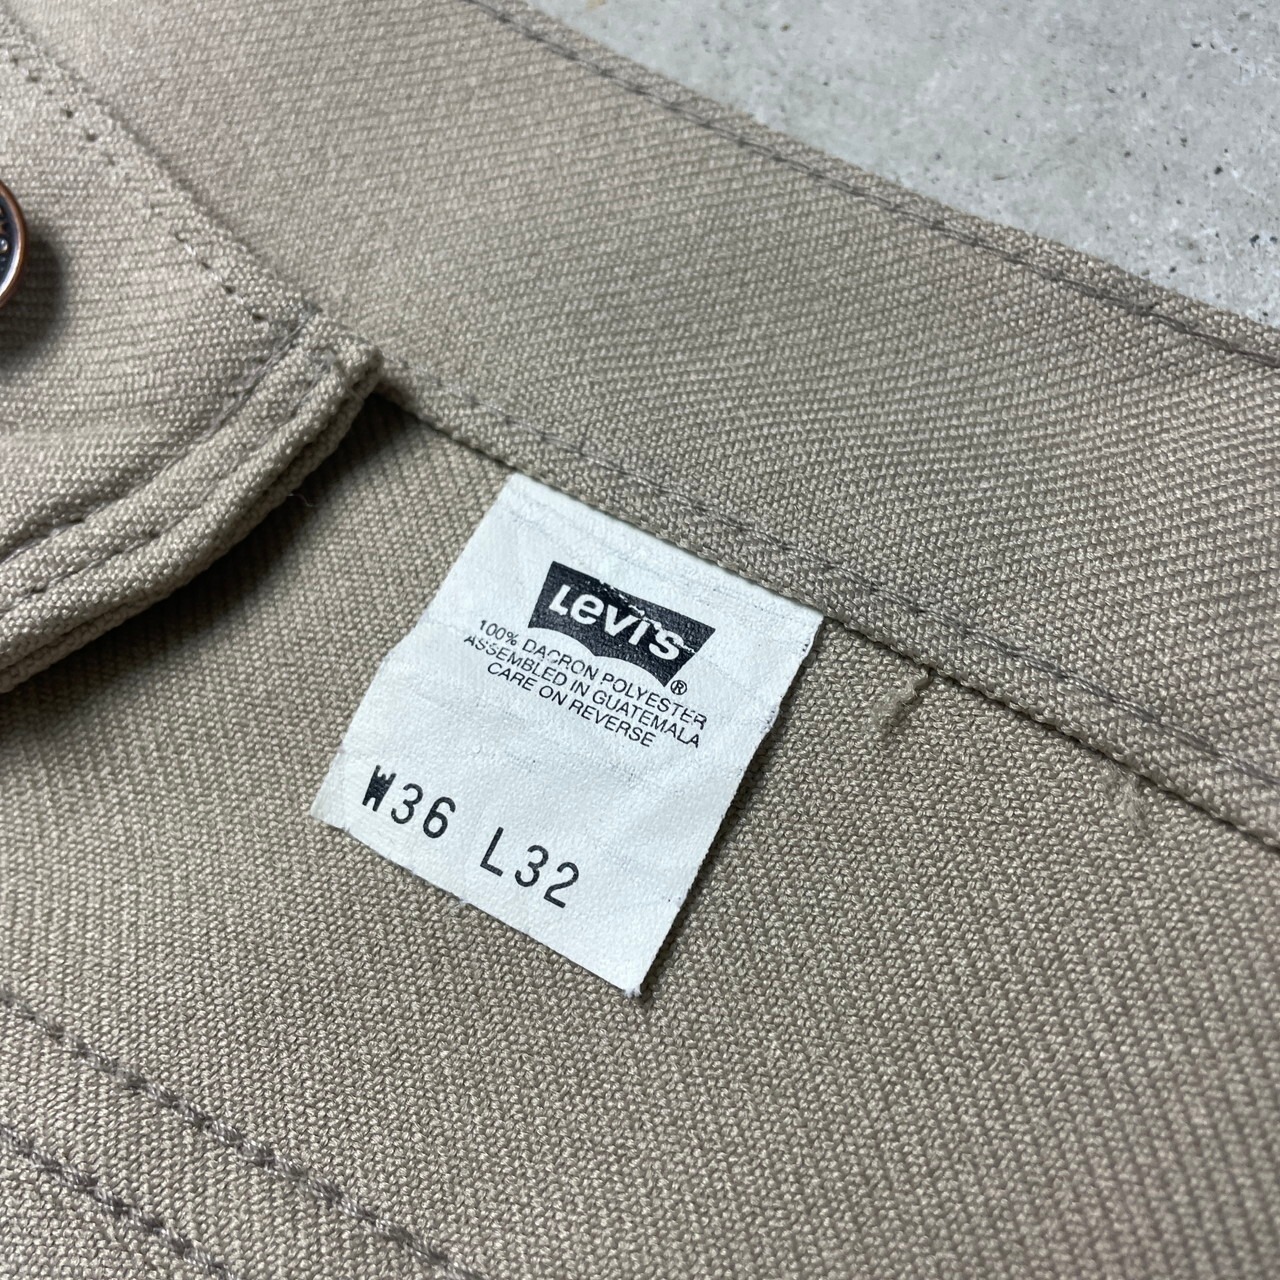 Levi's®
100% DACRON POLYESTER
ASSEMBLED IN GUATEMALA
CARE ON REVERSE
W36 L32